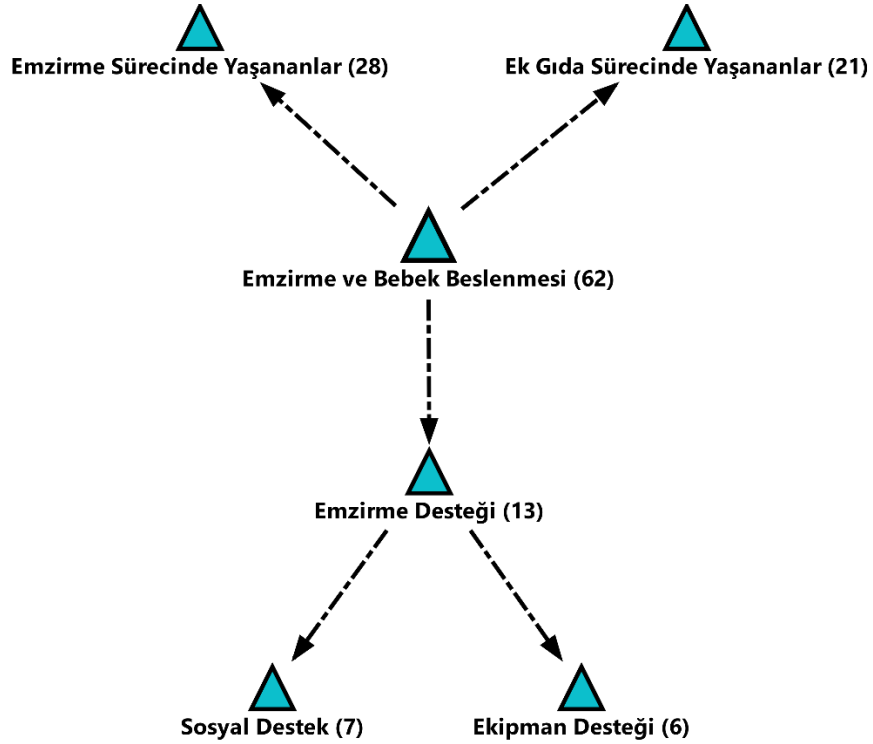 Emzirme Sürecinde Yaşananlar (28)
Ek Gıda Sürecinde Yaşananlar (21)
Emzirme ve Bebek Beslenmesi (62)
Emzirme Desteği (13)
Sosyal Destek (7)
Ekipman Desteği (6)